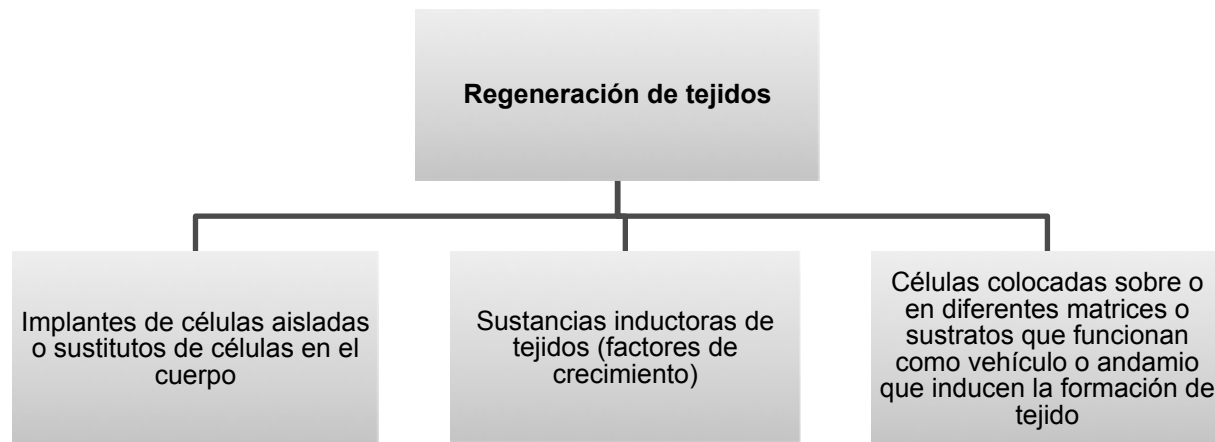 Regeneración de tejidos
Implantes de células aisladas
o sustitutos de células en el
cuerpo
Sustancias inductoras de
tejidos (factores de
crecimiento)
Células colocadas sobre o
en diferentes matrices o
sustratos que funcionan
como vehículo o andamio
que inducen la formación de
tejido